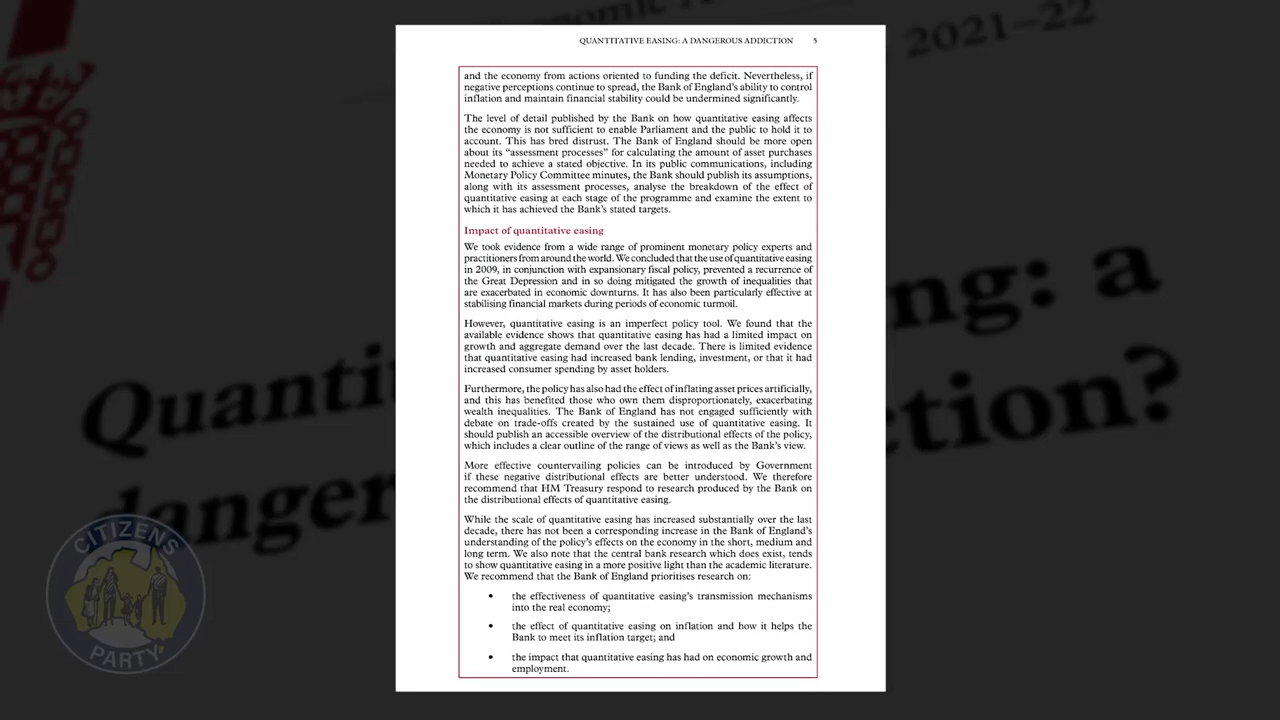 QUANTITATIVE EASING: A DANGEROUS ADDICTION 5
and the economy from actions oriented to funding the deficit. Nevertheless, if
negative perceptions continue to spread, the Bank of England's ability to control
inflation and maintain financial stability could be undermined significantly.
The level of detail published by the Bank on how quantitative easing affects
the economy is not sufficient to enable Parliament and the public to hold it to
account. This has bred distrust. The Bank of England should be more open
about its “assessment processes” for calculating the amount of asset purchases
needed to achieve a stated objective. In its public communications, including
Monetary Policy Committee minutes, the Bank should publish its assumptions,
along with its assessment processes, analyse the breakdown of the effect of
quantitative easing at each stage of the programme and examine the extent to
which it has achieved the Bank's stated targets.
Impact of quantitative easing
We took evidence from a wide range of prominent monetary policy experts and
practitioners from around the world. We concluded that the use of quantitative easing
in 2009, in conjunction with expansionary fiscal policy, prevented a recurrence of
the Great Depression and in so doing mitigated the growth of inequalities that
are exacerbated in economic downturns. It has also been particularly effective at
stabilising financial markets during periods of economic turmoil.
However, quantitative easing is an imperfect policy tool. We found that the
available evidence shows that quantitative easing has had a limited impact on
growth and aggregate demand over the last decade. There is limited evidence
that quantitative easing had increased bank lending, investment, or that it had
increased consumer spending by asset holders.
Furthermore, the policy has also had the effect of inflating asset prices artificially,
and this has benefited those who own them disproportionately, exacerbating
wealth inequalities. The Bank of England has not engaged sufficiently with
debate on trade-offs created by the sustained use of quantitative easing. It
should publish an accessible overview of the distributional effects of the policy,
which includes a clear outline of the range of views as well as the Bank's view.
More effective countervailing policies can be introduced by Government
if these negative distributional effects are better understood. We therefore
recommend that HM Treasury respond to research produced by the Bank on
the distributional effects of quantitative easing.
While the scale of quantitative easing has increased substantially over the last
decade, there has not been a corresponding increase in the Bank of England's
understanding of the policy's effects on the economy in the short, medium and
long term. We also note that the central bank research which does exist, tends
to show quantitative easing in a more positive light than the academic literature.
We recommend that the Bank of England prioritises research on:
• the effectiveness of quantitative easing's transmission mechanisms
into the real economy;
• the effect of quantitative easing on inflation and how it helps the
Bank to meet its inflation target; and
• the impact that quantitative easing has had on economic growth and
employment.
2021–22
Quanti ng: a
danger ction?
CITIZENS
PARTY